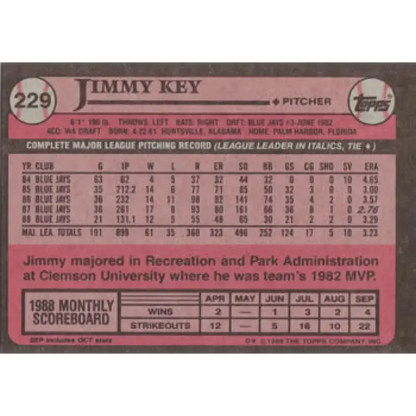 229
JIMMY KEY
PITCHER
TOPPS
6'1" 190 lb. THROWS: LEFT BATS: RIGHT DRAFT: BLUE JAYS #3-JUNE 1982
ACQ: VIA DRAFT BORN: 4-22-61, HUNTSVILLE, ALABAMA HOME: PALM HARBOR, FLORIDA
COMPLETE MAJOR LEAGUE PITCHING RECORD (LEAGUE LEADER IN ITALICS, TIE ♦)
YR CLUB G IP W L R ER SO BB GS CG SHO SV ERA
84 BLUE JAYS 63 62 4 5 37 32 44 32 0 0 0 10 4.65
85 BLUE JAYS 35 212.2 14 6 77 71 85 50 32 3 0 0 3.00
86 BLUE JAYS 36 232 14 11 98 92 141 74 35 4 2 0 3.57
87 BLUE JAYS 36 261 17 8 93 80 161 66 36 8 1 0 2.76
88 BLUE JAYS 21 131.1 12 5 55 48 65 30 21 2 2 0 3.29
MAJ. LEA. TOTALS 191 899 61 35 360 323 496 252 124 17 5 10 3.23
Jimmy majored in Recreation and Park Administration
at Clemson University where he was team's 1982 MVP.
1988 MONTHLY SCOREBOARD
APR MAY JUN JUL AUG SEP
WINS 2 — 1 3 2 4
STRIKEOUTS 12 — 5 16 10 22
SEP includes OCT stats
© 1989 THE TOPPS COMPANY, INC.